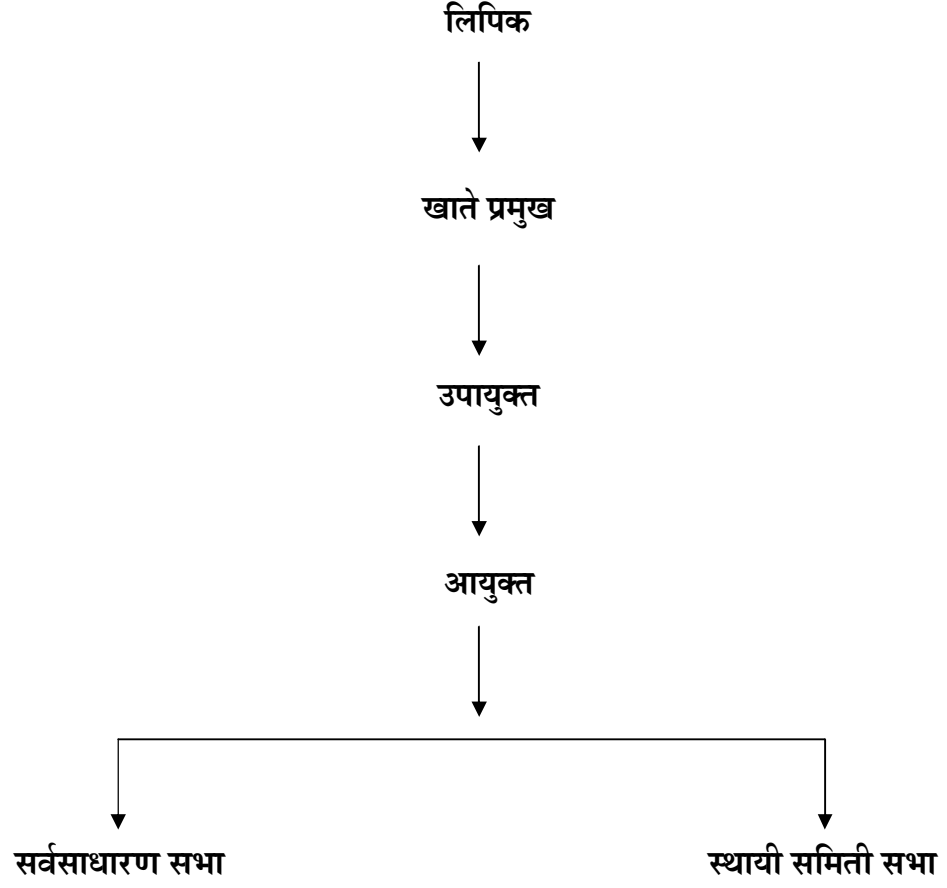 लिपिक
खाते प्रमुख
उपायुक्त
आयुक्त
सर्वसाधारण सभा
स्थायी समिती सभा